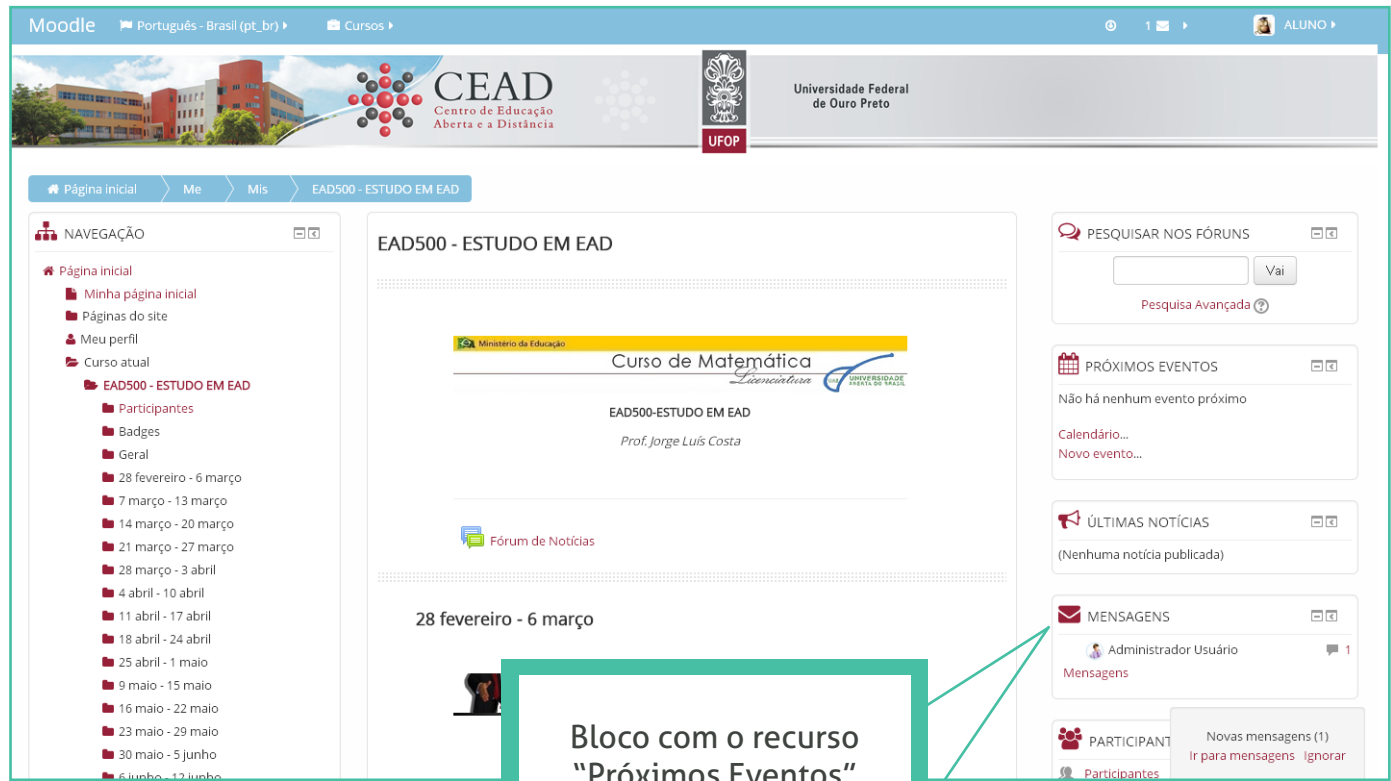 Moodle Português - Brasil (pt_br) Cursos 1 ALUNO
CEAD
Centro de Educação
Aberta e a Distância
UFOP
Universidade Federal
de Ouro Preto
Página inicial Me Mis EAD500 - ESTUDO EM EAD
NAVEGAÇÃO
Página inicial
Minha página inicial
Páginas do site
Meu perfil
Curso atual
EAD500 - ESTUDO EM EAD
Participantes
Badges
Geral
28 fevereiro - 6 março
7 março - 13 março
14 março - 20 março
21 março - 27 março
28 março - 3 abril
4 abril - 10 abril
11 abril - 17 abril
18 abril - 24 abril
25 abril - 1 maio
9 maio - 15 maio
16 maio - 22 maio
23 maio - 29 maio
30 maio - 5 junho
6 junho - 12 junho
EAD500 - ESTUDO EM EAD
Ministério da Educação
Curso de Matemática
Licenciatura
UAB UNIVERSIDADE
ABERTA DO BRASIL
EAD500-ESTUDO EM EAD
Prof. Jorge Luís Costa
Fórum de Notícias
28 fevereiro - 6 março
Bloco com o recurso
“Próximos Eventos”
PESQUISAR NOS FÓRUNS
Vai
Pesquisa Avançada
PRÓXIMOS EVENTOS
Não há nenhum evento próximo
Calendário...
Novo evento...
ÚLTIMAS NOTÍCIAS
(Nenhuma notícia publicada)
MENSAGENS
Administrador Usuário 1
Mensagens
PARTICIPANT
Participantes
Novas mensagens (1)
Ir para mensagens Ignorar